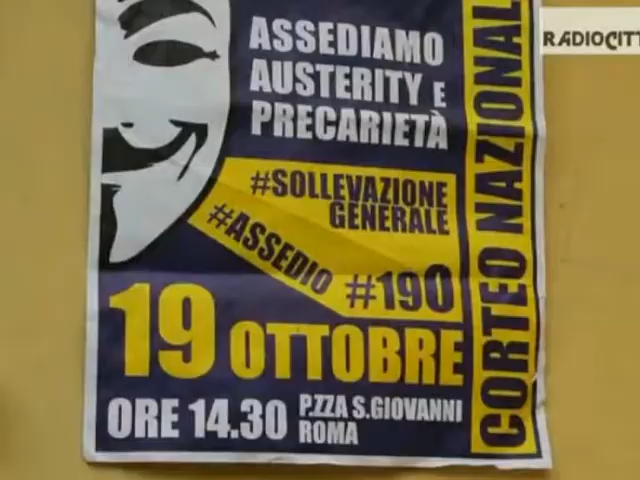 ASSEDIAMO
AUSTERITY E
PRECARIETÀ
#SOLLEVAZIONE
GENERALE
#ASSEDIO #190
19 OTTOBRE
ORE 14.30 P.ZZA S.GIOVANNI
ROMA
CORTEO NAZIONAL
RADIOCITT